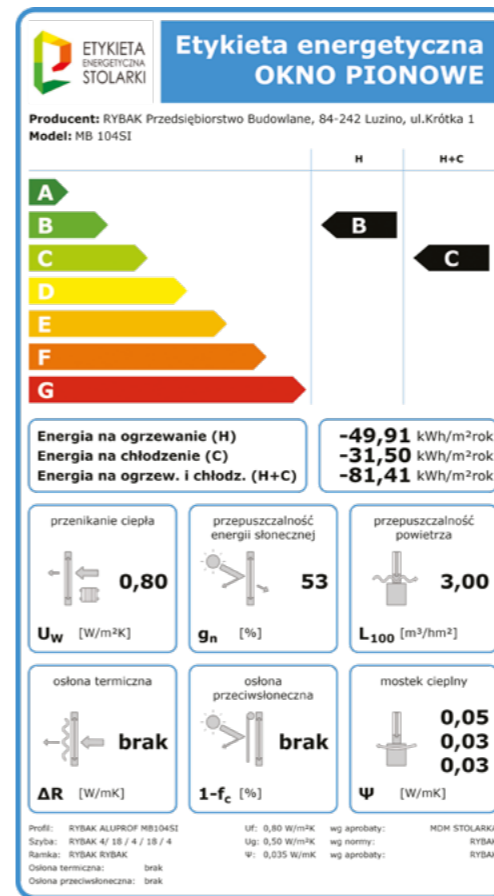 ETYKIETA
ENERGETYCZNA
STOLARKI
Etykieta energetyczna
OKNO PIONOWE
Producent: RYBAK Przedsiębiorstwo Budowlane, 84-242 Luzino, ul.Krótka 1
Model: MB 104SI
H H+C
A
B B
C C
D
E
F
G
Energia na ogrzewanie (H) -49,91 kWh/m²rok
Energia na chłodzenie (C) -31,50 kWh/m²rok
Energia na ogrzew. i chłodz. (H+C) -81,41 kWh/m²rok
przenikanie ciepła
0,80
Uw [W/m²K]
przepuszczalność
energii słonecznej
53
gn [%]
przepuszczalność
powietrza
3,00
L100 [m³/hm²]
osłona termiczna
brak
ΔR [W/mK]
osłona
przeciwsłoneczna
brak
1-fc [%]
mostek cieplny
0,05
0,03
0,03
Ψ [W/mK]
Profil: RYBAK ALUPROF MB104SI Uf: 0,80 W/m²K wg aprobaty: MDM STOLARKA
Szyba: RYBAK 4/ 18 / 4 / 18 / 4 Ug: 0,50 W/m²K wg normy: RYBAK
Ramka: RYBAK RYBAK Ψ: 0,035 W/mK wg aprobaty: RYBAK
Osłona termiczna: brak
Osłona przeciwsłoneczna: brak